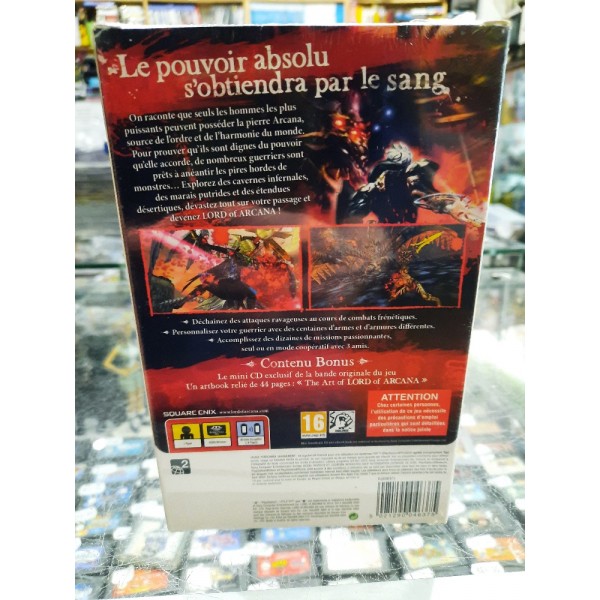 Le pouvoir absolu
s'obtiendra par le sang
On raconte que seuls les hommes les plus
puissants peuvent posséder la pierre Arcana,
source de l'ordre et de l'harmonie du monde.
Pour prouver qu'ils sont dignes du pouvoir
qu'elle accorde, de nombreux guerriers sont
prêts à anéantir les pires hordes de
monstres... Explorez des cavernes infernales,
des marais putrides et des étendues
désertiques, dévastez tout sur votre passage et
devenez LORD of ARCANA !
Déchaînez des attaques ravageuses au cours de combats frénétiques.
Personnalisez votre guerrier avec des centaines d'armes et d'armures différentes.
Accomplissez des dizaines de missions passionnantes,
seul ou en mode coopératif avec 3 amis.
Contenu Bonus
Le mini CD exclusif de la bande originale du jeu
Un artbook relié de 44 pages : « The Art of LORD of ARCANA »
SQUARE ENIX
www.lordofarcana.com
16
ATTENTION
Chez certaines personnes,
l'utilisation de ce jeu nécessite
des précautions d'emploi
particulières qui sont détaillées
dans la notice jointe
2